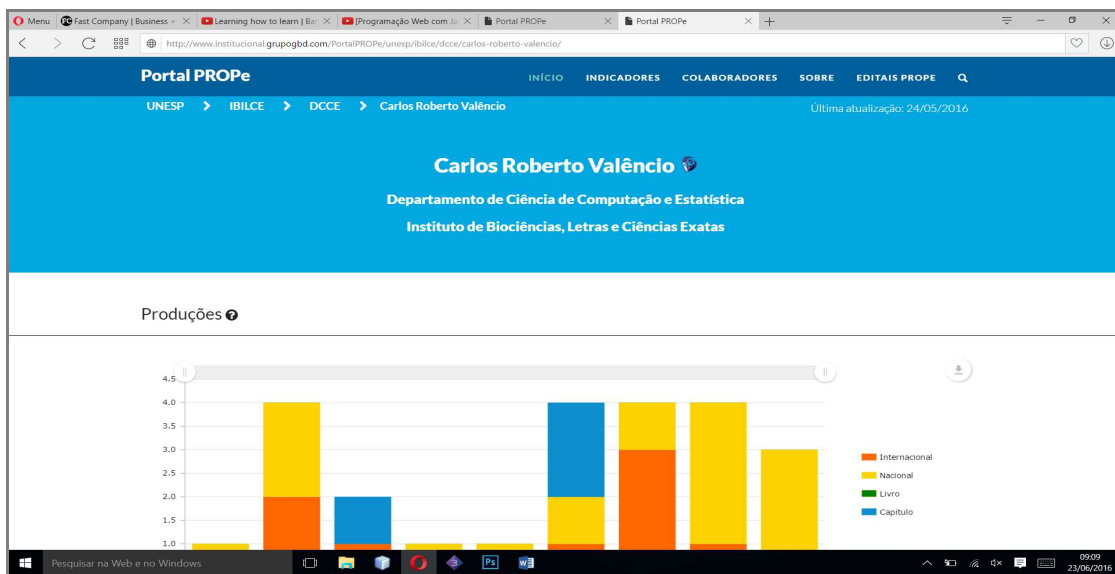 Menu
Fast Company | Business +
Learning how to learn | Bar
[Programação Web com Ja
Portal PROPe
Portal PROPe
http://www.institucional.grupogbd.com/PortalPROPe/unesp/ibilce/dcce/carlos-roberto-valencio/
Portal PROPe
INÍCIO INDICADORES COLABORADORES SOBRE EDITAIS PROPE
UNESP > IBILCE > DCCE > Carlos Roberto Valêncio
Última atualização: 24/05/2016
Carlos Roberto Valêncio
Departamento de Ciência de Computação e Estatística
Instituto de Biociências, Letras e Ciências Exatas
Produções
4.5
4.0
3.5
3.0
2.5
2.0
1.5
1.0
Internacional
Nacional
Livro
Capitulo
Pesquisar na Web e no Windows
Ps
09:09
23/06/2016